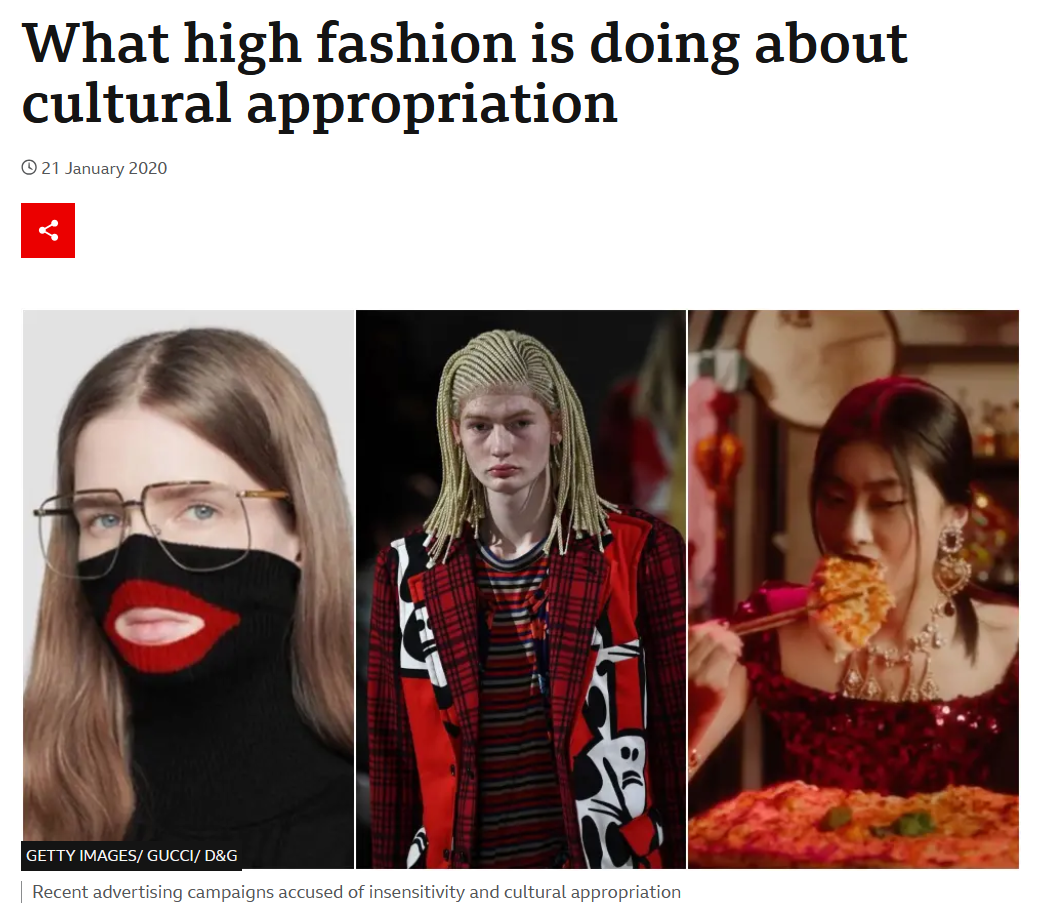 What high fashion is doing about
cultural appropriation
21 January 2020
GETTY IMAGES/ GUCCI/ D&G
Recent advertising campaigns accused of insensitivity and cultural appropriation